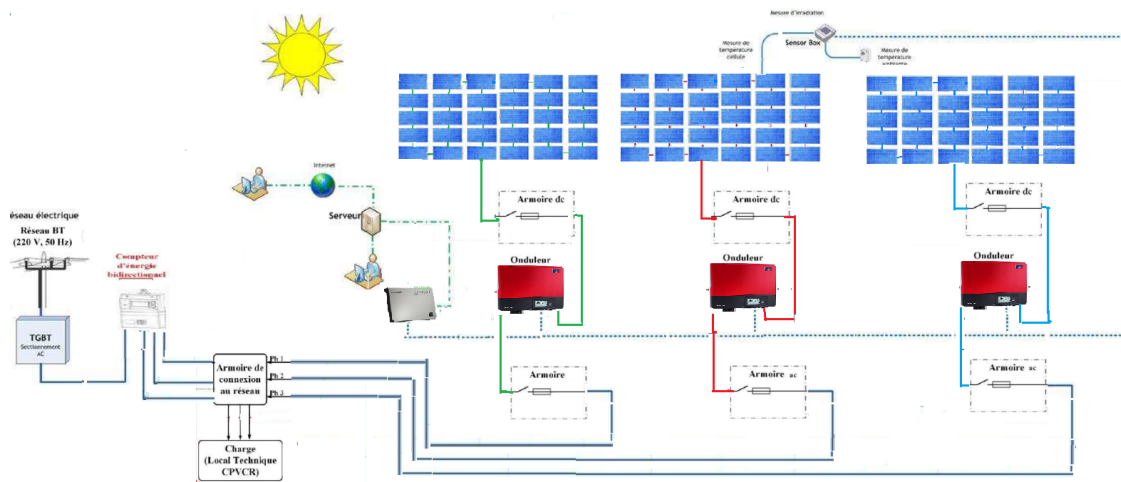 Mesure d'irradiation
Mesure de
température
cellule
Sensor Box
Mesure de
température
Internet
Serveur
Armoire dc
Armoire dc
Armoire dc
éseau électrique
Réseau BT
(220 V, 50 Hz)
Compteur
d'énergie
bidirectionnel
Onduleur
Onduleur
Onduleur
TGBT
Sectionnement
AC
Armoire de
connexion
au réseau
Ph 1
Ph 2
Ph 3
Armoire
Armoire ac
Armoire ac
Charge
(Local Technique
CPVCR)